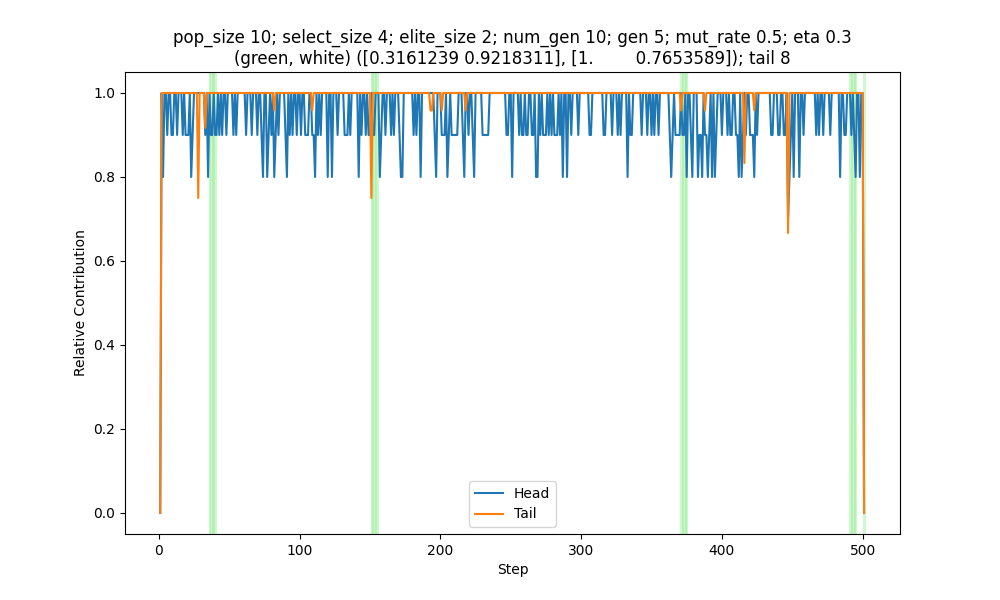 pop_size 10; select_size 4; elite_size 2; num_gen 10; gen 5; mut_rate 0.5; eta 0.3
(green, white) ([0.3161239 0.9218311], [1.         0.7653589]); tail 8
1.0
0.8
0.6
0.4
0.2
0.0
Relative Contribution
Head
Tail
0
100
200
300
400
500
Step